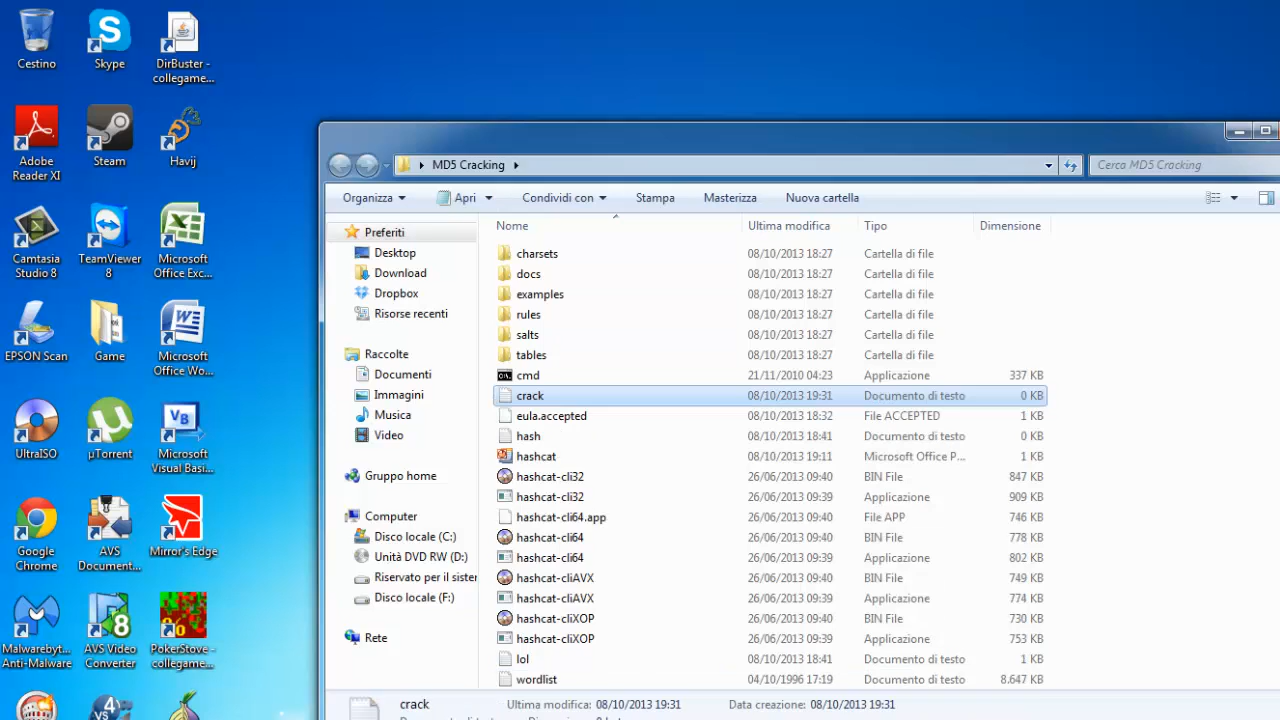 Cestino
Skype
DirBuster -
collegame...
Adobe
Reader XI
Steam
Havij
Camtasia
Studio 8
TeamViewer
8
Microsoft
Office Exc...
EPSON Scan
Game
Microsoft
Office Wo...
UltraISO
µTorrent
Microsoft
Visual Basi...
Google
Chrome
AVS
Document...
Mirror's Edge
Malwarebyt...
Anti-Malware
AVS Video
Converter
PokerStove -
collegame...
MD5 Cracking
Cerca MD5 Cracking
Organizza
Apri
Condividi con
Stampa
Masterizza
Nuova cartella
Preferiti
Desktop
Download
Dropbox
Risorse recenti
Raccolte
Documenti
Immagini
Musica
Video
Gruppo home
Computer
Disco locale (C:)
Unità DVD RW (D:)
Riservato per il sister
Disco locale (F:)
Rete
Nome Ultima modifica Tipo Dimensione
charsets 08/10/2013 18:27 Cartella di file
docs 08/10/2013 18:27 Cartella di file
examples 08/10/2013 18:27 Cartella di file
rules 08/10/2013 18:27 Cartella di file
salts 08/10/2013 18:27 Cartella di file
tables 08/10/2013 18:27 Cartella di file
cmd 21/11/2010 04:23 Applicazione 337 KB
crack 08/10/2013 19:31 Documento di testo 0 KB
eula.accepted 08/10/2013 18:32 File ACCEPTED 1 KB
hash 08/10/2013 18:41 Documento di testo 0 KB
hashcat 08/10/2013 19:11 Microsoft Office P... 1 KB
hashcat-cli32 26/06/2013 09:40 BIN File 847 KB
hashcat-cli32 26/06/2013 09:39 Applicazione 909 KB
hashcat-cli64.app 26/06/2013 09:40 File APP 746 KB
hashcat-cli64 26/06/2013 09:40 BIN File 778 KB
hashcat-cli64 26/06/2013 09:39 Applicazione 802 KB
hashcat-cliAVX 26/06/2013 09:40 BIN File 749 KB
hashcat-cliAVX 26/06/2013 09:39 Applicazione 774 KB
hashcat-cliXOP 26/06/2013 09:40 BIN File 730 KB
hashcat-cliXOP 26/06/2013 09:39 Applicazione 753 KB
lol 08/10/2013 18:41 Documento di testo 1 KB
wordlist 04/10/1996 17:19 Documento di testo 8.647 KB
crack Ultima modifica: 08/10/2013 19:31 Data creazione: 08/10/2013 19:31